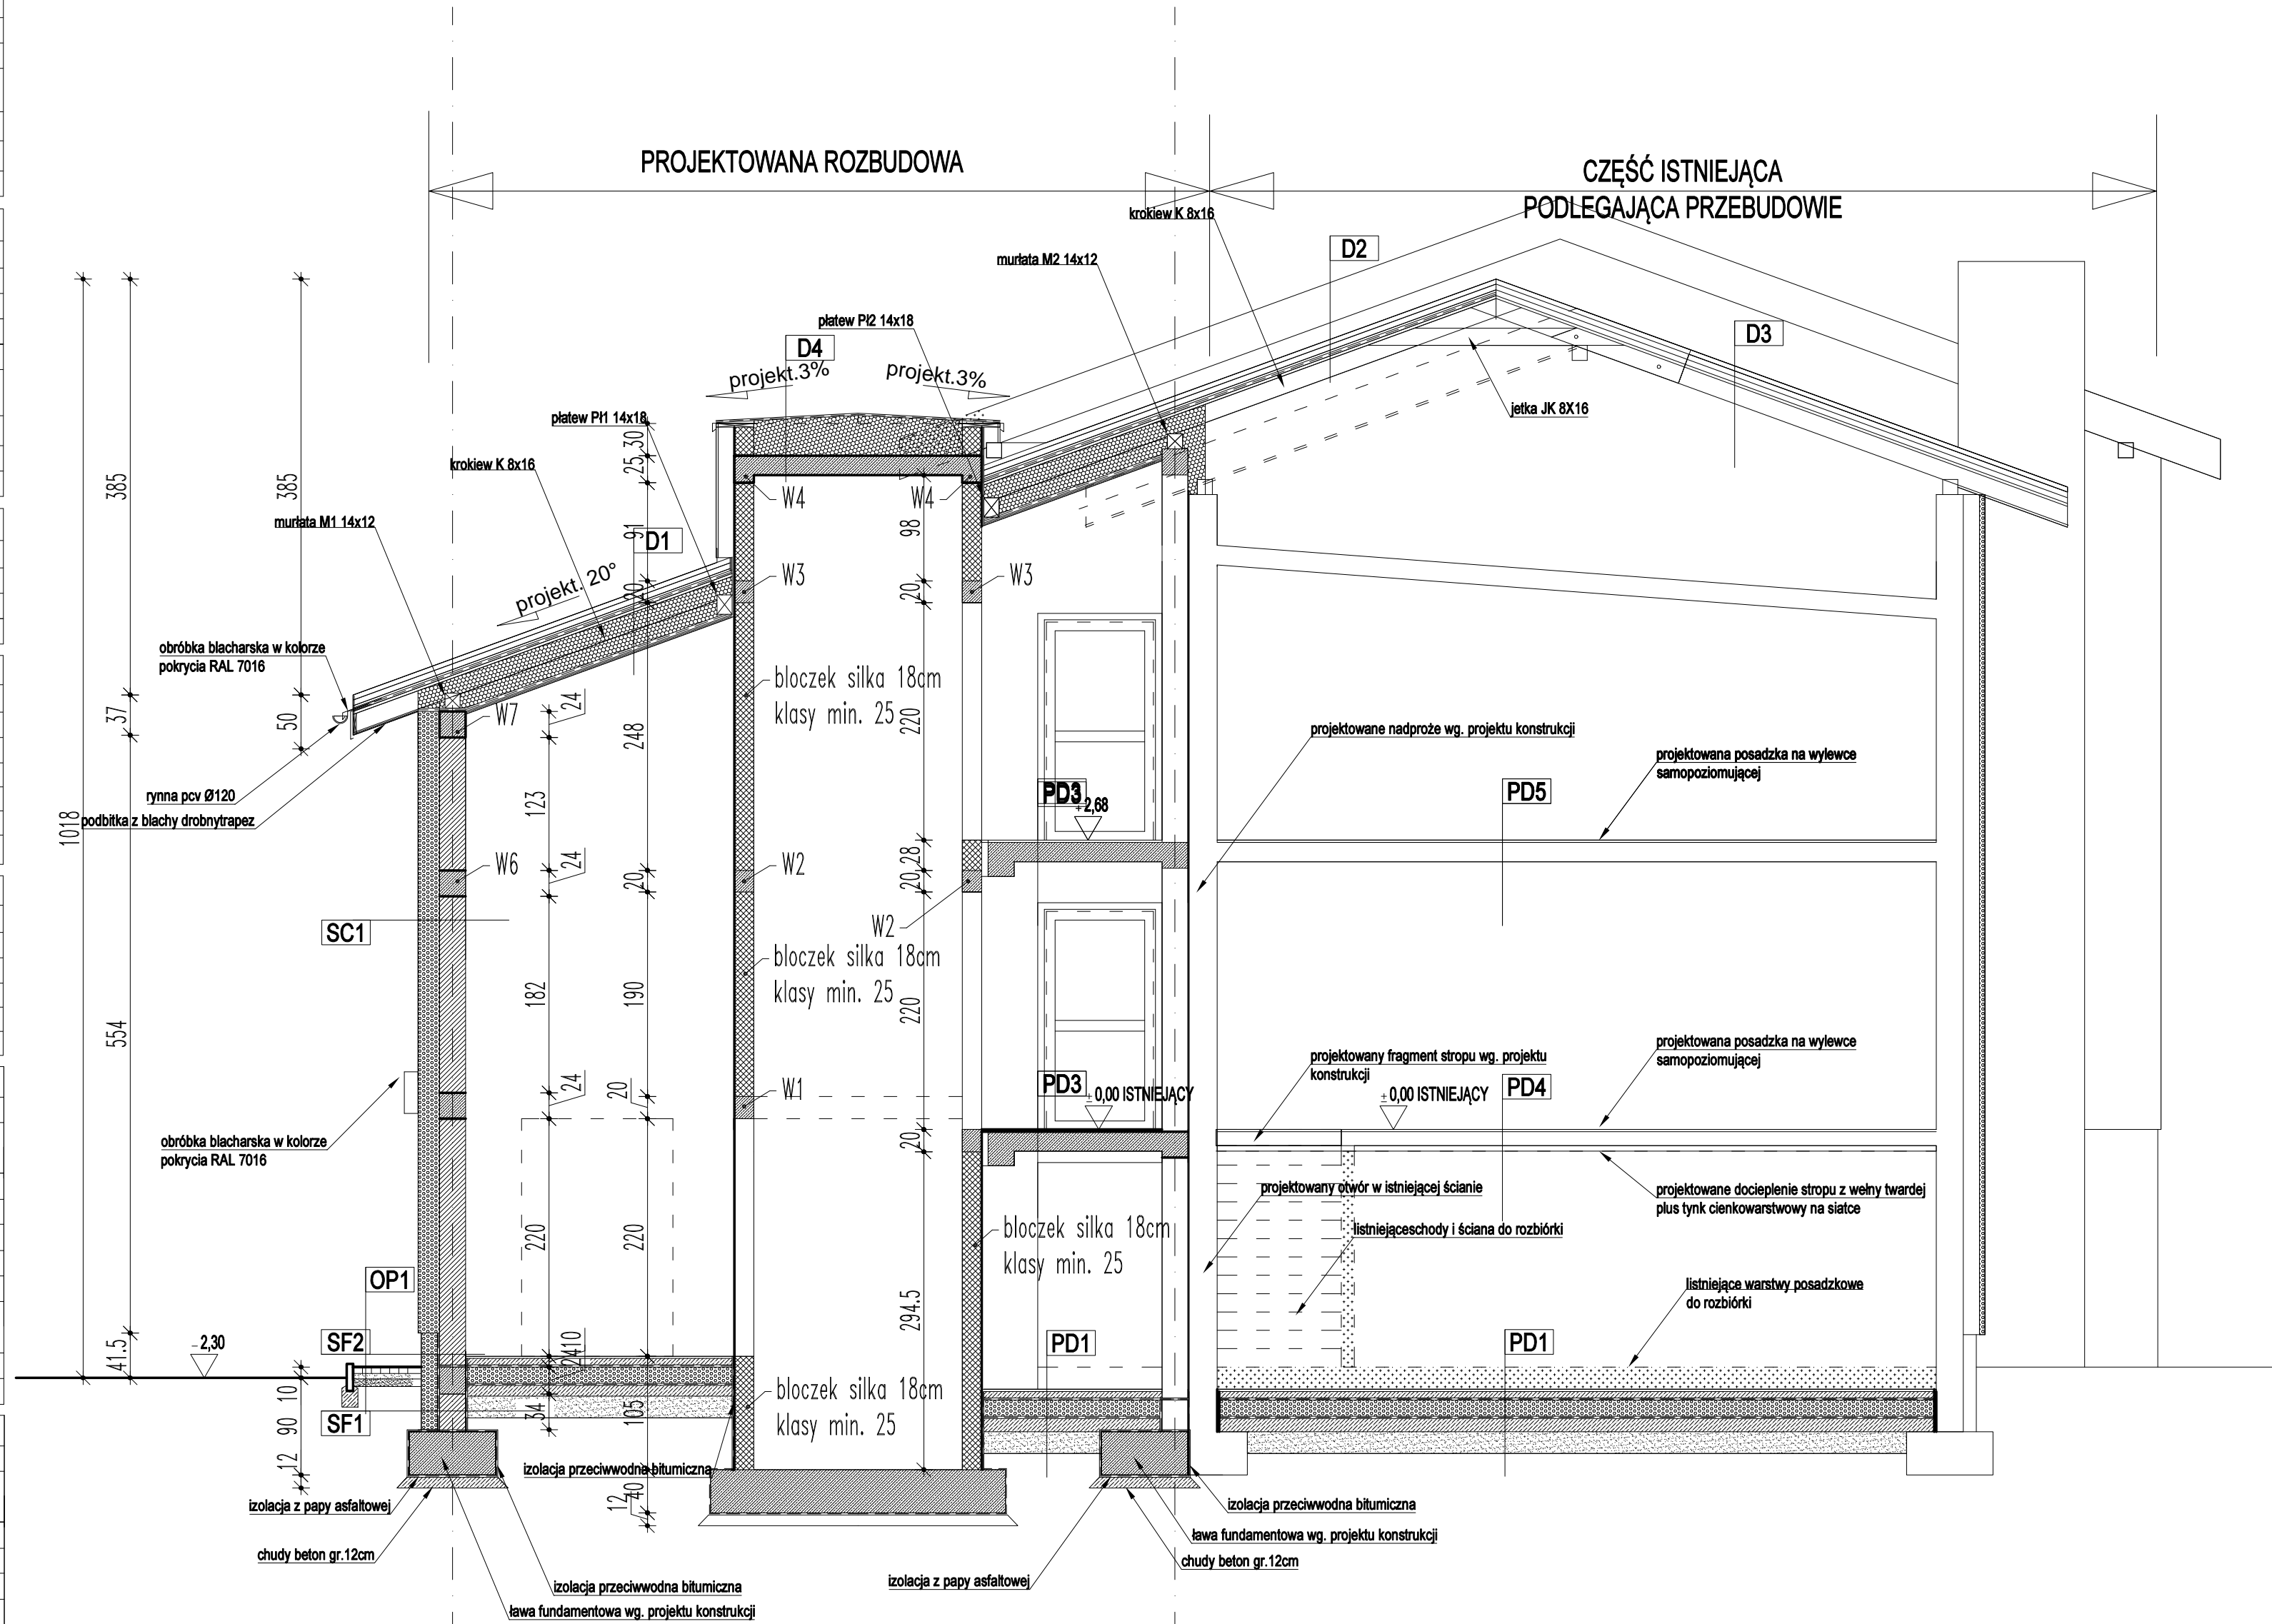 PROJEKTOWANA ROZBUDOWA
CZĘŚĆ ISTNIEJĄCA
PODLEGAJĄCA PRZEBUDOWIE
krokiew K 8x16
D2
murłata M2 14x12
płatew Pł2 14x18
D4
D3
projekt.3%
projekt.3%
jetka JK 8X16
płatew Pł1 14x18
krokiew K 8x16
murłata M1 14x12
D1
projekt. 20°
W4
W4
W3
W3
obróbka blacharska w kolorze
pokrycia RAL 7016
W7
bloczek silka 18cm
klasy min. 25
rynna pcv Ø120
podbitka z blachy drobnytrapez
projektowane nadproże wg. projektu konstrukcji
projektowana posadzka na wylewce
samopoziomującej
PD3
+2,68
PD5
W6
W2
W2
SC1
bloczek silka 18cm
klasy min. 25
projektowana posadzka na wylewce
samopoziomującej
projektowany fragment stropu wg. projektu
konstrukcji
PD3
± 0,00 ISTNIEJĄCY
± 0,00 ISTNIEJĄCY
PD4
W1
obróbka blacharska w kolorze
pokrycia RAL 7016
projektowany otwór w istniejącej ścianie
projektowane docieplenie stropu z wełny twardej
plus tynk cienkowarstwowy na siatce
listniejąceschody i ściana do rozbiórki
bloczek silka 18cm
klasy min. 25
OP1
listniejące warstwy posadzkowe
do rozbiórki
SF2
- 2,30
PD1
PD1
SF1
bloczek silka 18cm
klasy min. 25
izolacja przeciwwodna bitumiczna
izolacja z papy asfaltowej
izolacja przeciwwodna bitumiczna
ława fundamentowa wg. projektu konstrukcji
chudy beton gr.12cm
chudy beton gr.12cm
izolacja przeciwwodna bitumiczna
izolacja z papy asfaltowej
ława fundamentowa wg. projektu konstrukcji
1018
385
37
554
41.5
385
50
10
90
12
24
123
24
182
24
220
10
24
34
30
25
91
20
248
20
190
20
220
105
40
12
98
20
220
28
20
220
20
294.5